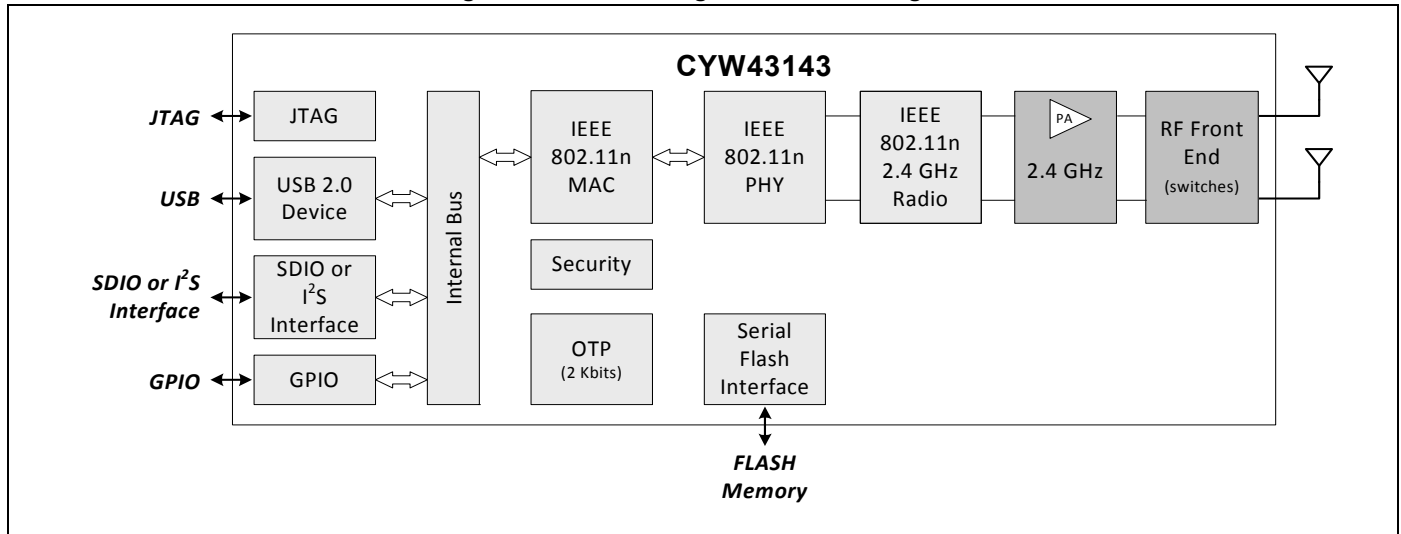 CYW43143
JTAG
JTAG
USB
USB 2.0
Device
SDIO or I²S
Interface
SDIO or
I²S
Interface
GPIO
GPIO
Internal Bus
IEEE
802.11n
MAC
Security
OTP
(2 Kbits)
IEEE
802.11n
PHY
Serial
Flash
Interface
FLASH
Memory
IEEE
802.11n
2.4 GHz
Radio
PA
2.4 GHz
RF Front
End
(switches)